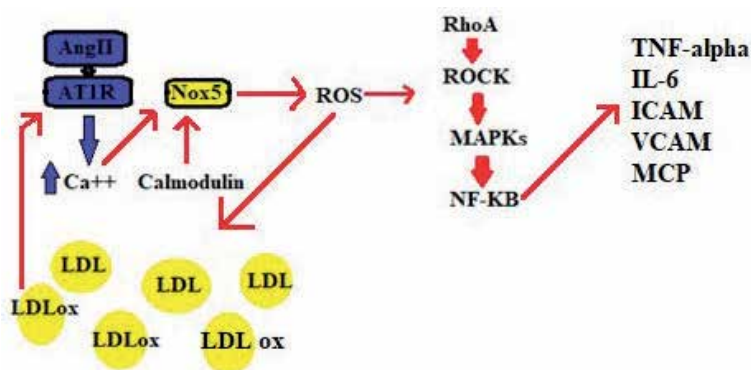 AngII
AT1R
Ca++
Nox5
Calmodulin
ROS
RhoA
ROCK
MAPKs
NF-KB
TNF-alpha
IL-6
ICAM
VCAM
MCP
LDL
LDL
LDL
LDLox
LDLox
LDL ox